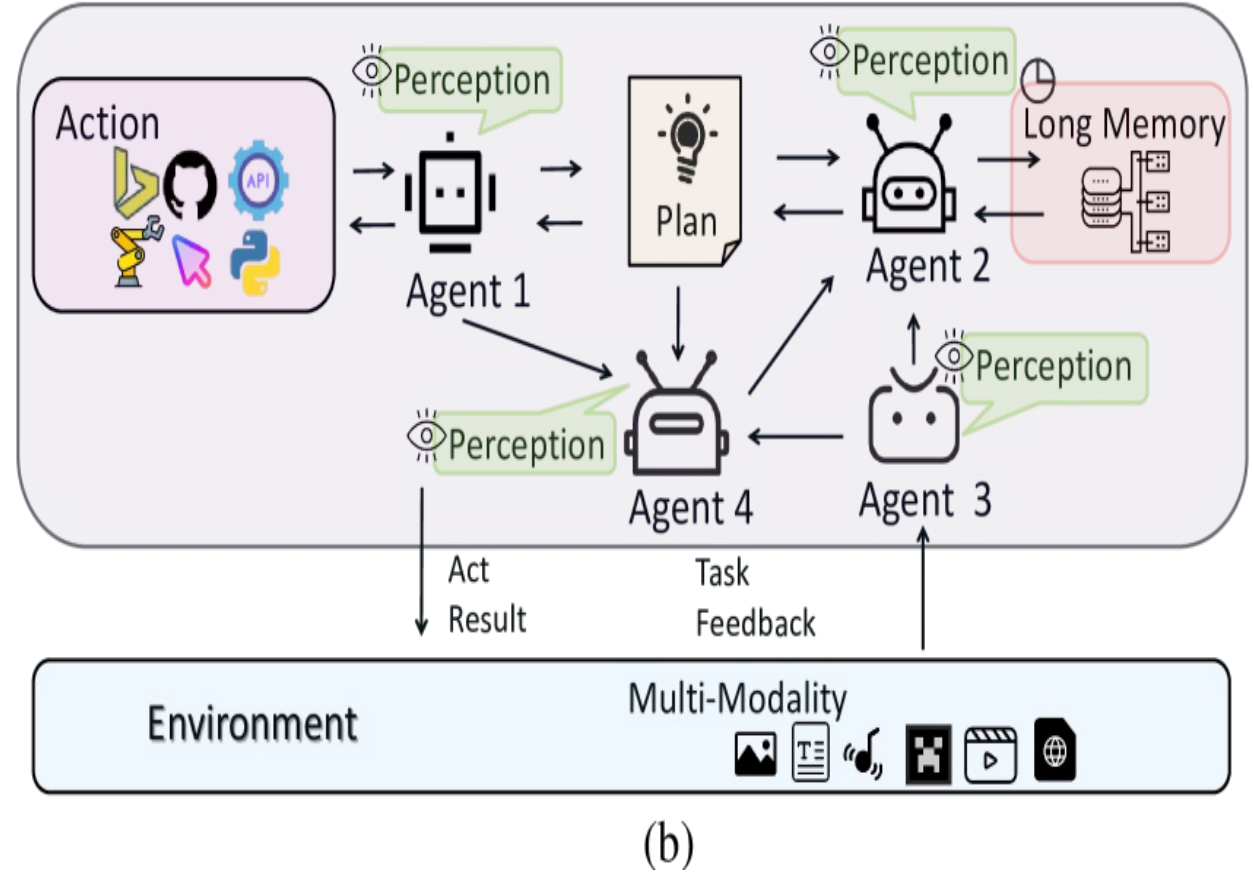 Perception
Perception
Action
Long Memory
API
Plan
Agent 1
Agent 2
Perception
Perception
Agent 4
Agent 3
Act
Result
Task
Feedback
Environment
Multi-Modality
T
(b)